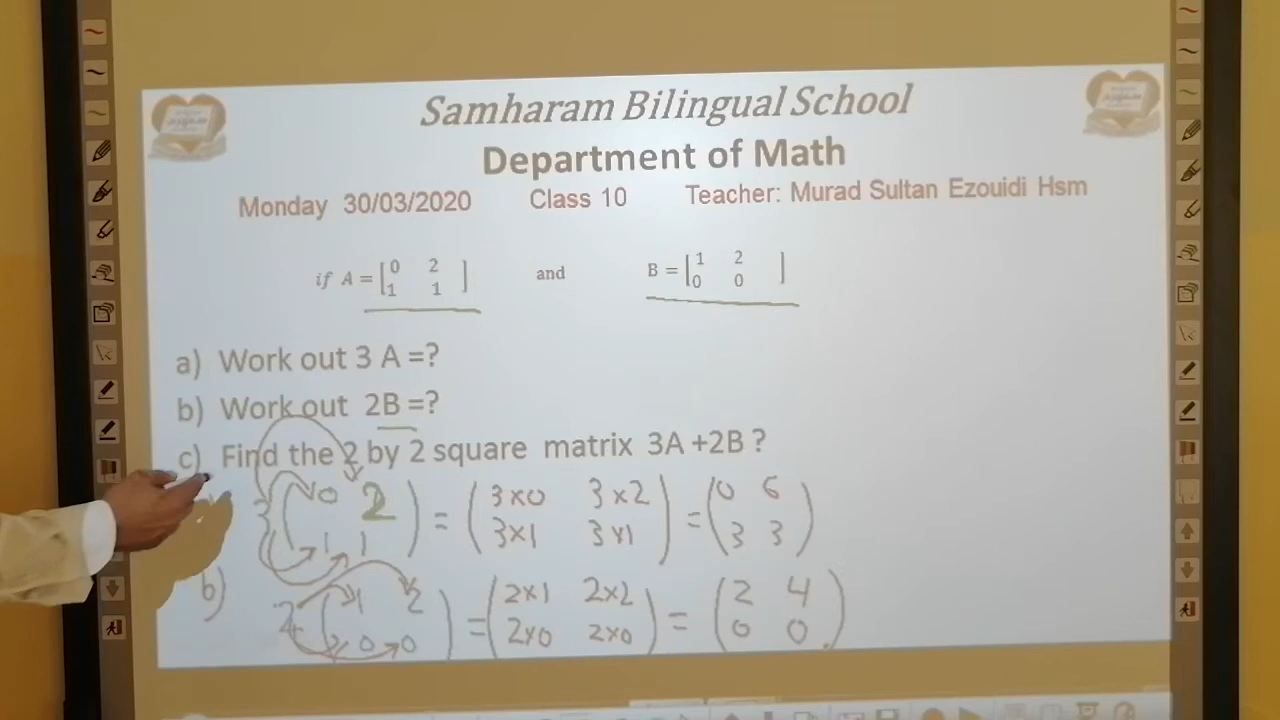 Samharam Bilingual School
Department of Math
Monday 30/03/2020 Class 10 Teacher: Murad Sultan Ezouidi Hsm
if A = [0 2 and B = [1 2 ]
1 1 ] 0 0
a) Work out 3 A =?
b) Work out 2B =?
c) Find the 2 by 2 square matrix 3A +2B ?
3 ( 0 2 ) = ( 3×0 3×2 ) = ( 0 6 )
1 1 3×1 3×1 3 3
b) 2 ( 1 2 ) = ( 2×1 2×2 ) = ( 2 4 )
0 0 2×0 2×0 0 0